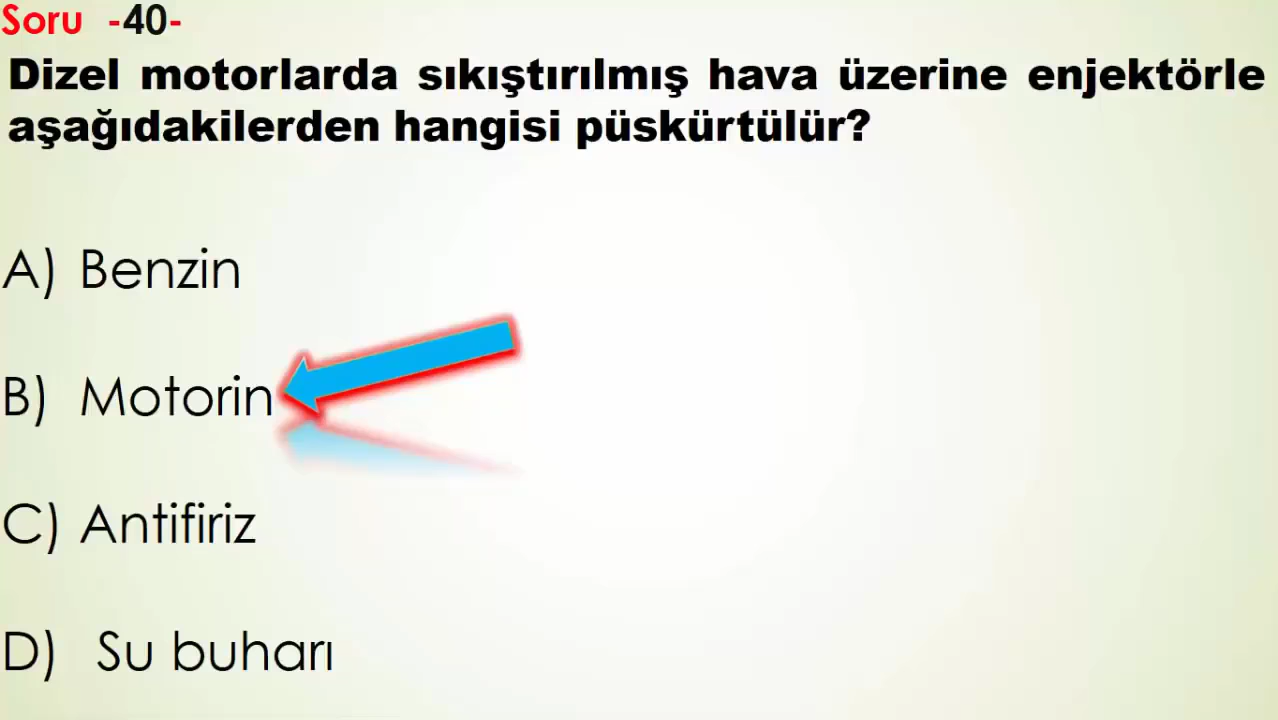 Soru -40-
Dizel motorlarda sıkıştırılmış hava üzerine enjektörle
aşağıdakilerden hangisi püskürtülür?
A) Benzin
B) Motorin
C) Antifiriz
D) Su buharı